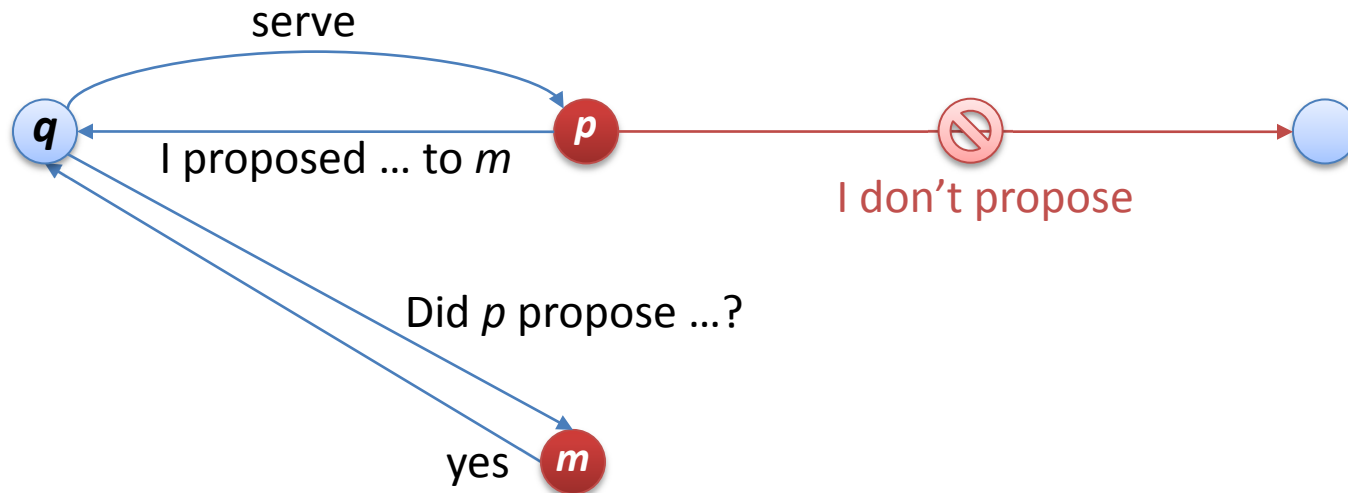 serve
q
p
I proposed … to m
I don’t propose
Did p propose …?
yes
m